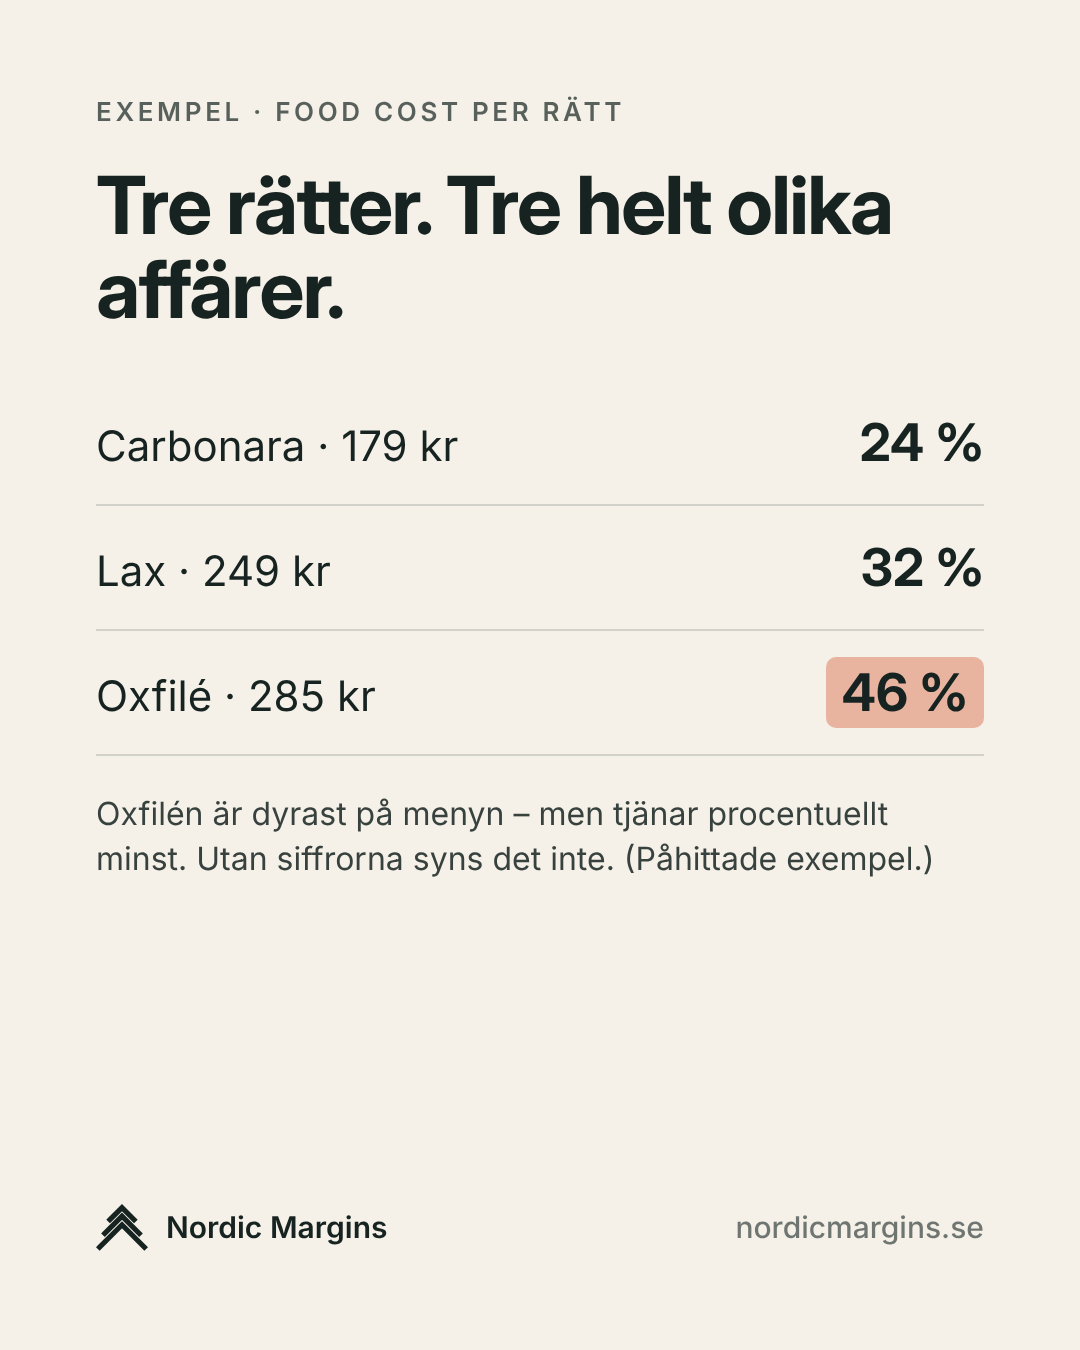 EXEMPEL · FOOD COST PER RÄTT
Tre rätter. Tre helt olika
affärer.
Carbonara · 179 kr 24 %
Lax · 249 kr 32 %
Oxfilé · 285 kr 46 %
Oxfilén är dyrast på menyn – men tjänar procentuellt
minst. Utan siffrorna syns det inte. (Påhittade exempel.)
Nordic Margins nordicmargins.se